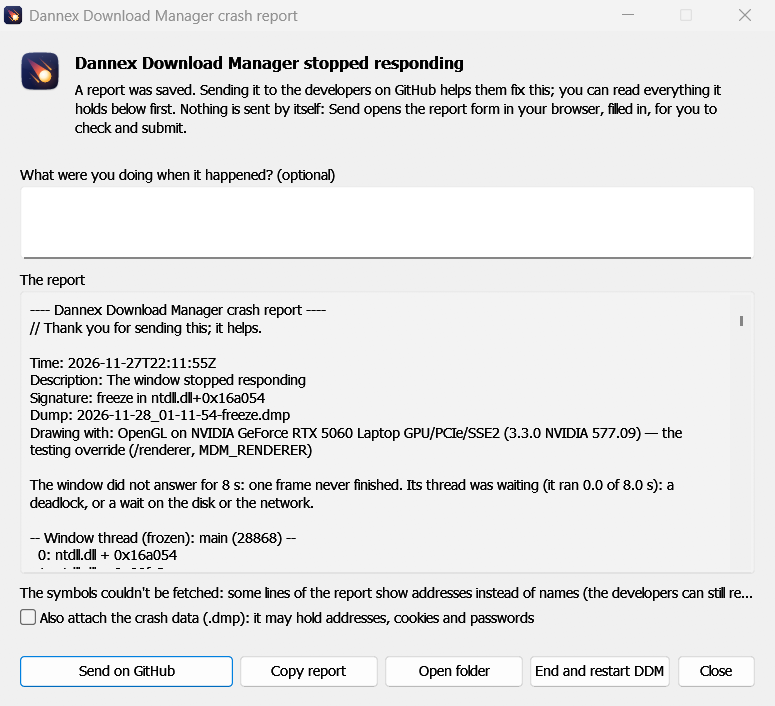 Dannex Download Manager crash report
Dannex Download Manager stopped responding
A report was saved. Sending it to the developers on GitHub helps them fix this; you can read everything it
holds below first. Nothing is sent by itself: Send opens the report form in your browser, filled in, for you to
check and submit.
What were you doing when it happened? (optional)
The report
---- Dannex Download Manager crash report ----
// Thank you for sending this; it helps.
Time: 2026-11-27T22:11:55Z
Description: The window stopped responding
Signature: freeze in ntdll.dll+0x16a054
Dump: 2026-11-28_01-11-54-freeze.dmp
Drawing with: OpenGL on NVIDIA GeForce RTX 5060 Laptop GPU/PCIe/SSE2 (3.3.0 NVIDIA 577.09) — the
testing override (/renderer, MDM_RENDERER)
The window did not answer for 8 s: one frame never finished. Its thread was waiting (it ran 0.0 of 8.0 s): a
deadlock, or a wait on the disk or the network.
-- Window thread (frozen): main (28868) --
0: ntdll.dll + 0x16a054
The symbols couldn't be fetched: some lines of the report show addresses instead of names (the developers can still re...
Also attach the crash data (.dmp): it may hold addresses, cookies and passwords
Send on GitHub
Copy report
Open folder
End and restart DDM
Close